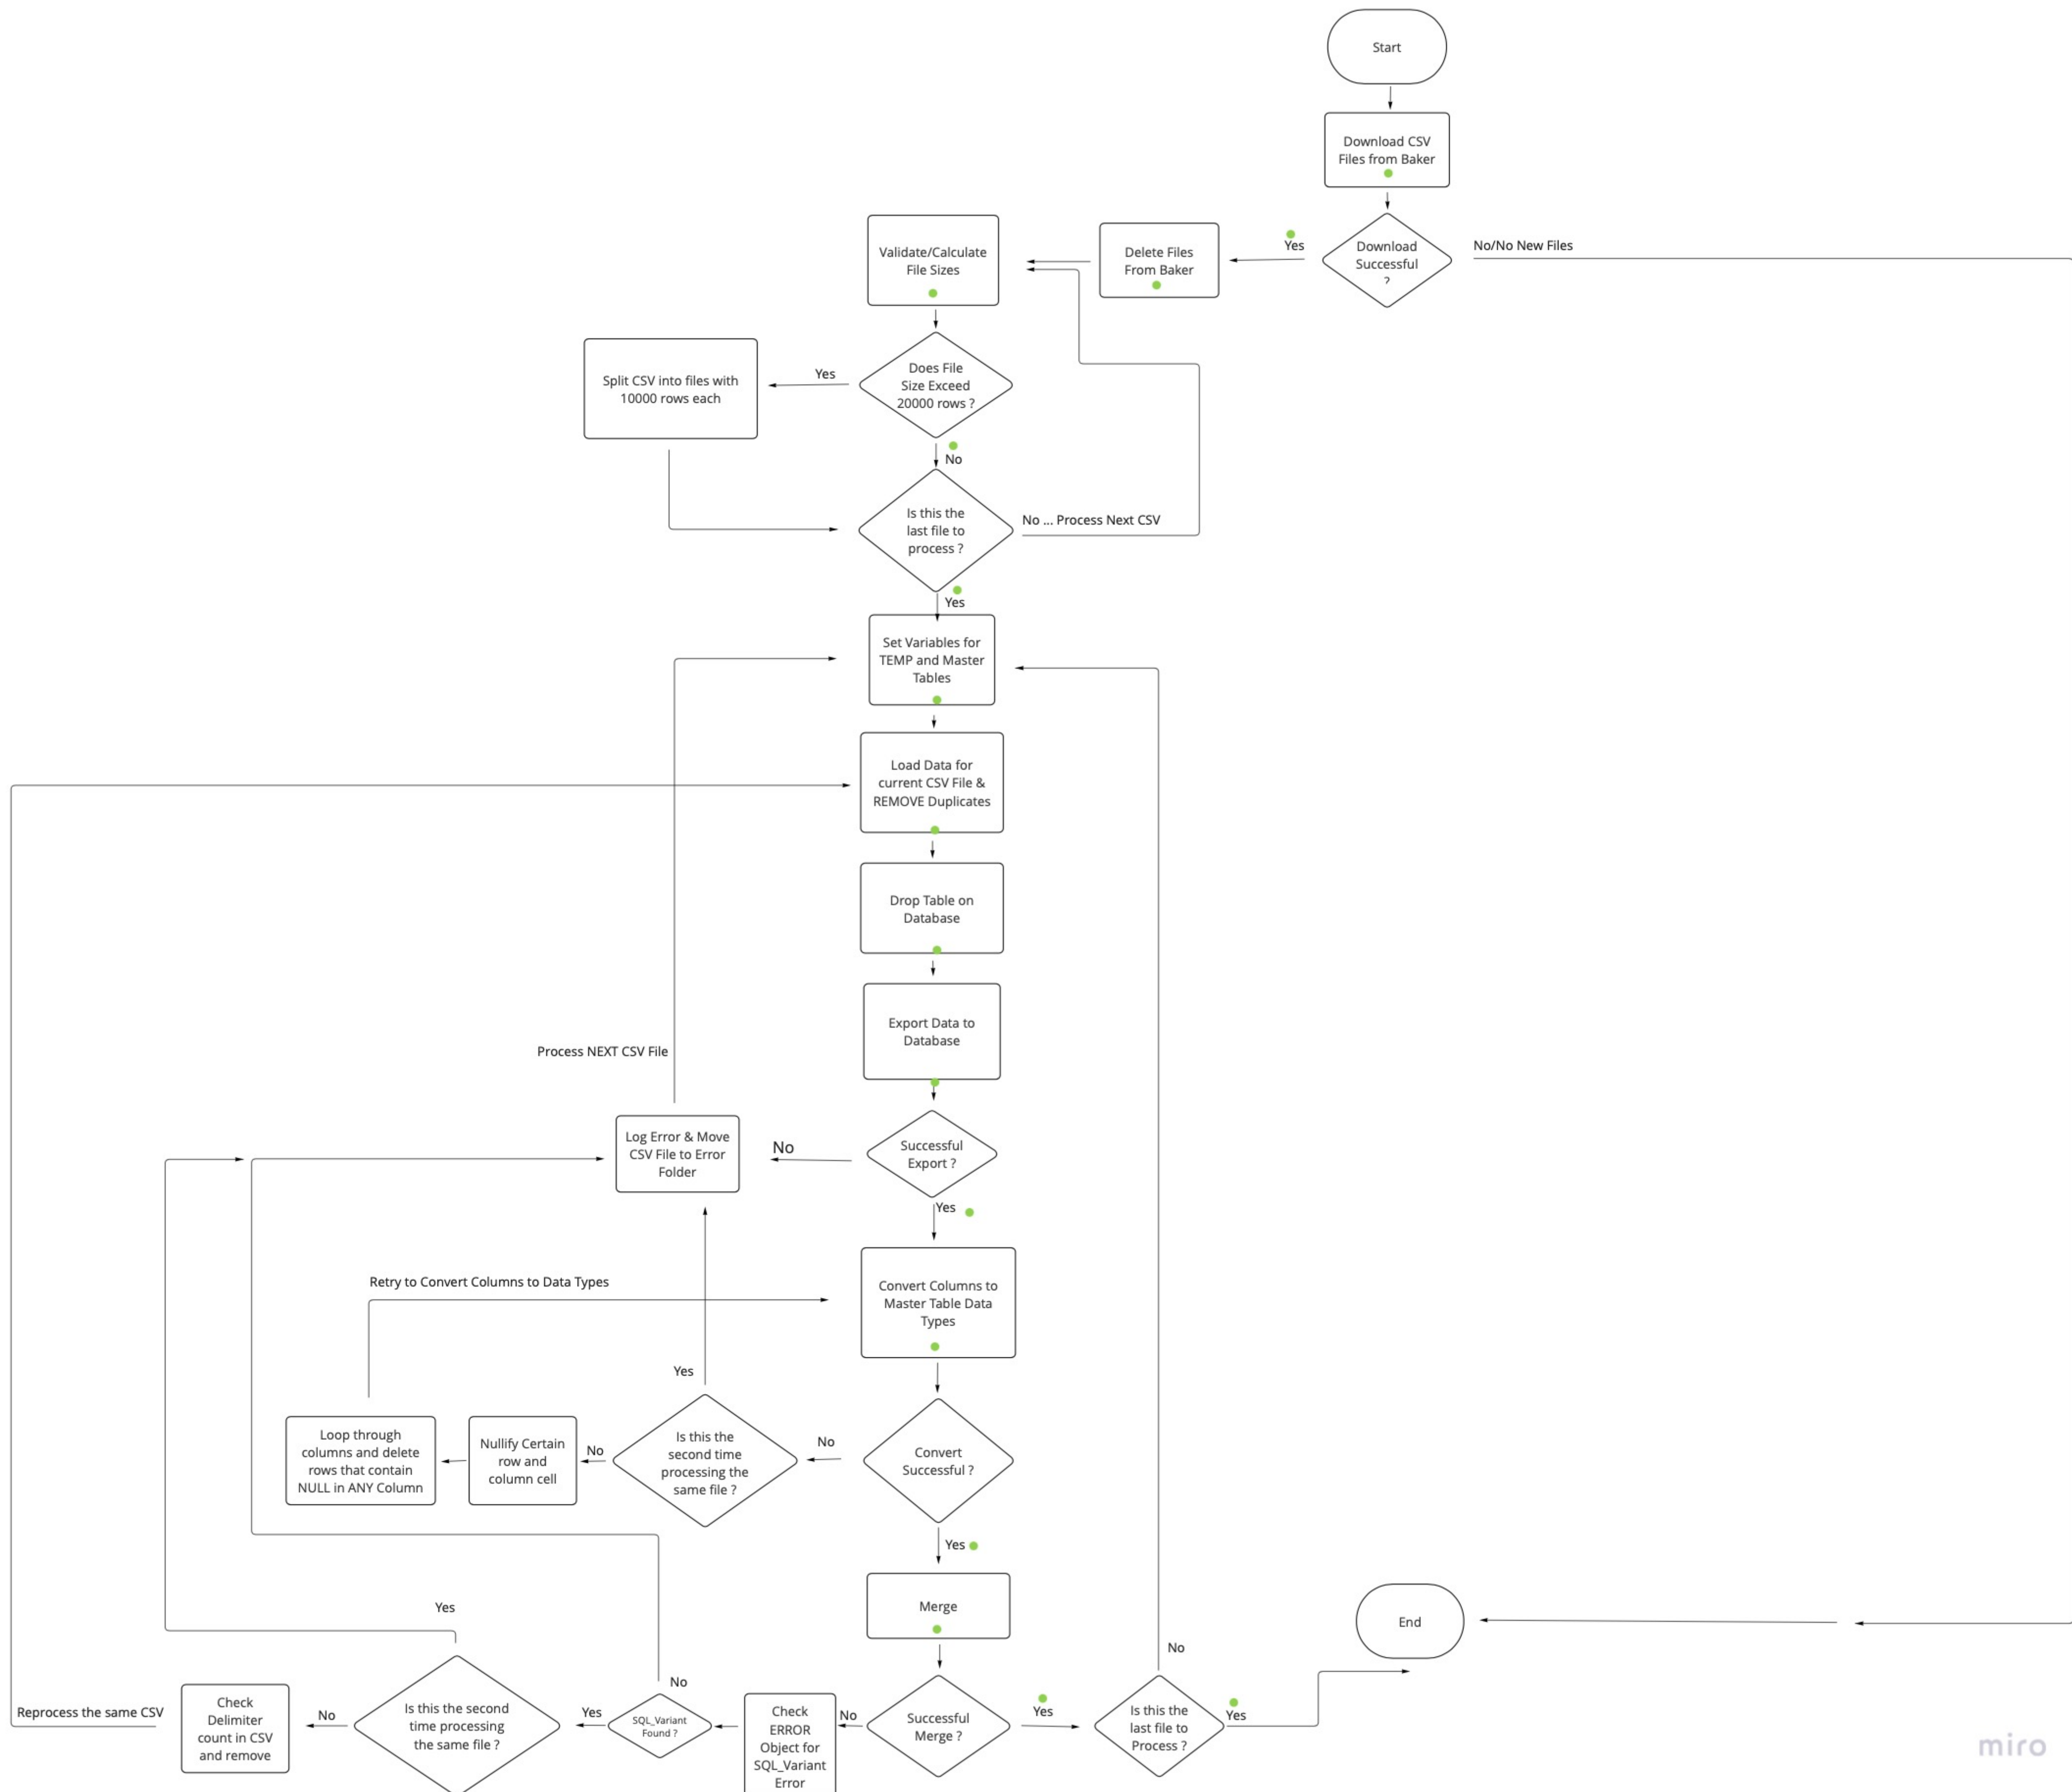 Start
Download CSV
Files from Baker
Download
Successful
?
Yes
No/No New Files
Delete Files
From Baker
Validate/Calculate
File Sizes
Does File
Size Exceed
20000 rows ?
Yes
Split CSV into files with
10000 rows each
No
Is this the
last file to
process ?
No ... Process Next CSV
Yes
Set Variables for
TEMP and Master
Tables
Load Data for
current CSV File &
REMOVE Duplicates
Drop Table on
Database
Export Data to
Database
Process NEXT CSV File
Log Error & Move
CSV File to Error
Folder
No
Successful
Export ?
Yes
Retry to Convert Columns to Data Types
Convert Columns to
Master Table Data
Types
Yes
Loop through
columns and delete
rows that contain
NULL in ANY Column
Nullify Certain
row and
column cell
No
Is this the
second time
processing the
same file ?
No
Convert
Successful ?
Yes
Merge
Yes
No
No
End
Reprocess the same CSV
Check
Delimiter
count in CSV
and remove
No
Is this the second
time processing
the same file ?
Yes
SQL_Variant
Found ?
Check
ERROR
Object for
SQL_Variant
Error
No
Successful
Merge ?
Yes
Is this the
last file to
Process ?
Yes
miro